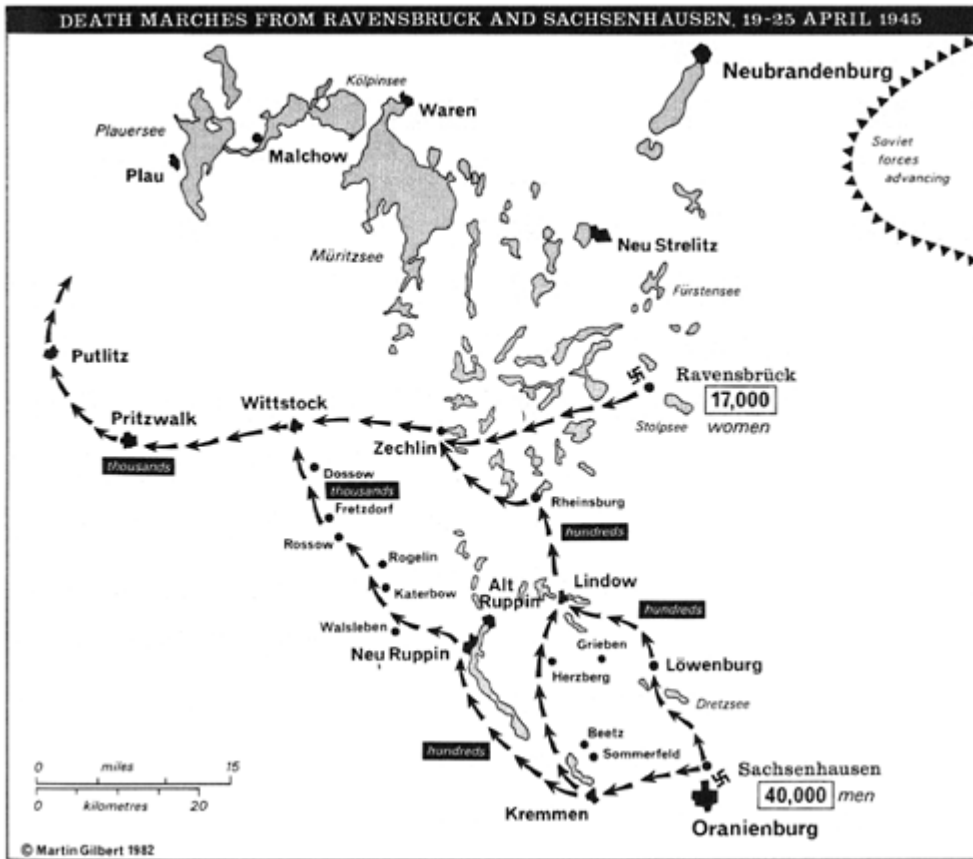 DEATH MARCHES FROM RAVENSBRUCK AND SACHSENHAUSEN, 19-25 APRIL 1945
Neubrandenburg
Kölpinsee
Waren
Plauersee
Malchow
Plau
Soviet
forces
advancing
Neu Strelitz
Müritzsee
Fürstensee
Putlitz
Ravensbrück
17,000
women
Stolpsee
Wittstock
Pritzwalk
Zechlin
thousands
Dossow
thousands
Fretzdorf
Rheinsburg
Rossow
hundreds
Rogelin
Alt
Ruppin
Lindow
Katerbow
hundreds
Walsleben
Neu Ruppin
Grieben
Herzberg
Löwenburg
Dretzsee
Beetz
Sommerfeld
hundreds
0 miles 15
0 kilometres 20
Sachsenhausen
40,000 men
Kremmen
Oranienburg
© Martin Gilbert 1982